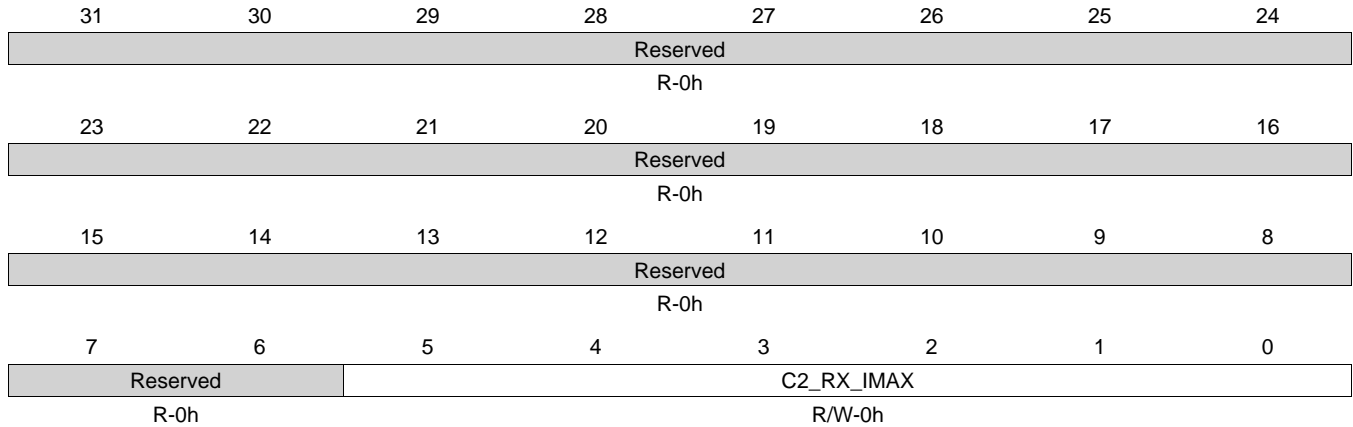 31 30 29 28 27 26 25 24
Reserved
R-0h
23 22 21 20 19 18 17 16
Reserved
R-0h
15 14 13 12 11 10 9 8
Reserved
R-0h
7 6 5 4 3 2 1 0
Reserved C2_RX_IMAX
R-0h R/W-0h